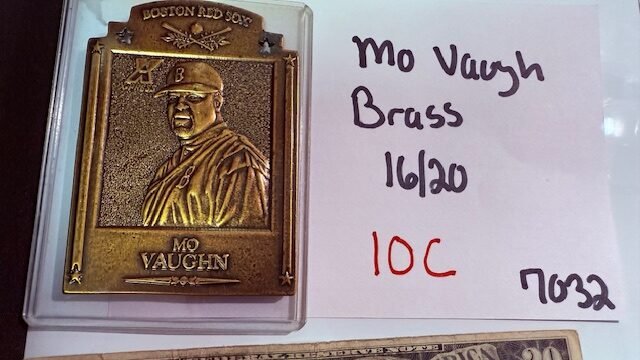 BOSTON RED SOX
B
B
MO
VAUGHN
Mo Vaugh
Brass
16/20
10C
7032